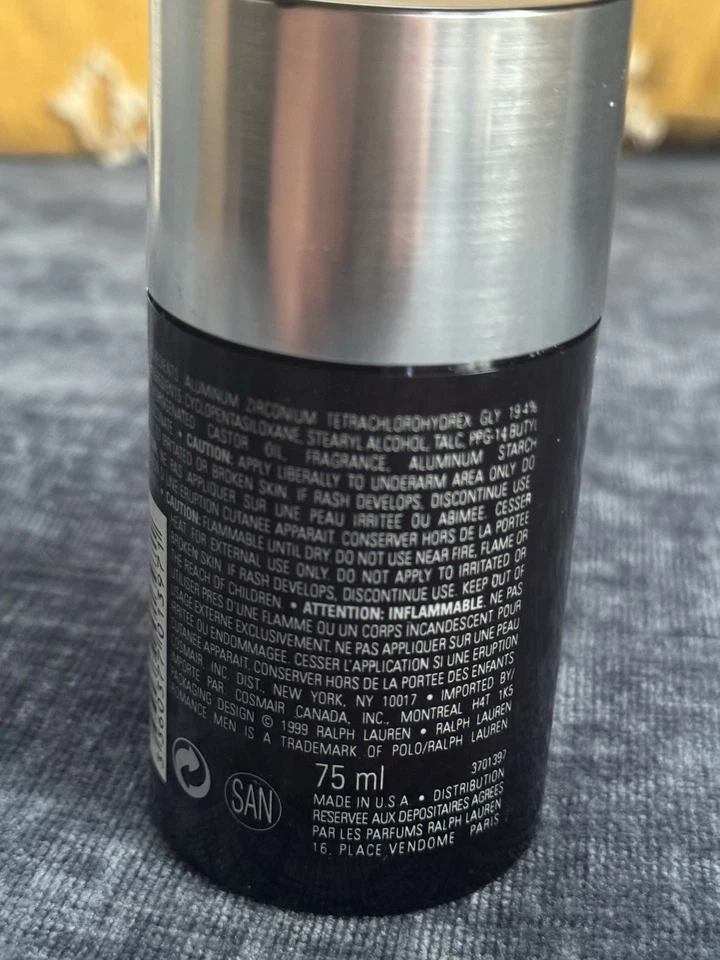 ALUMINUM ZIRCONIUM TETRACHLOROHYDREX GLY 19.4%
CYCLOPENTASILOXANE, STEARYL ALCOHOL, TALC, PPG-14 BUTYL
CASTOR OIL, FRAGRANCE, ALUMINUM STARCH
• CAUTION: APPLY LIBERALLY TO UNDERARM AREA ONLY DO
IRRITATED OR BROKEN SKIN. IF RASH DEVELOPS, DISCONTINUE USE
PAS APPLIQUER SUR UNE PEAU IRRITÉE OU ABIMEE. CESSER
UNE ERUPTION CUTANEE APPARAIT. CONSERVER HORS DE LA PORTEE
• CAUTION: FLAMMABLE UNTIL DRY. DO NOT USE NEAR FIRE, FLAME OR
HEAT. FOR EXTERNAL USE ONLY. DO NOT APPLY TO IRRITATED OR
BROKEN SKIN. IF RASH DEVELOPS, DISCONTINUE USE. KEEP OUT OF
THE REACH OF CHILDREN. • ATTENTION: INFLAMMABLE. NE PAS
UTILISER PRES D'UNE FLAMME OU UN CORPS INCANDESCENT. POUR
USAGE EXTERNE EXCLUSIVEMENT. NE PAS APPLIQUER SUR UNE PEAU
IRRITEE OU ENDOMMAGEE. CESSER L'APPLICATION SI UNE ERUPTION
CUTANEE APPARAIT. CONSERVER HORS DE LA PORTEE DES ENFANTS
COSMAIR, INC. DIST., NEW YORK, NY 10017 • IMPORTED BY/
IMPORTE PAR COSMAIR CANADA, INC., MONTREAL H4T 1K5
PACKAGING DESIGN © 1999 RALPH LAUREN • RALPH LAUREN
ROMANCE MEN IS A TRADEMARK OF POLO/RALPH LAUREN
75 ml
3701397
SAN
MADE IN U.S.A • DISTRIBUTION
RESERVEE AUX DEPOSITAIRES AGREES
PAR LES PARFUMS RALPH LAUREN
16, PLACE VENDOME PARIS